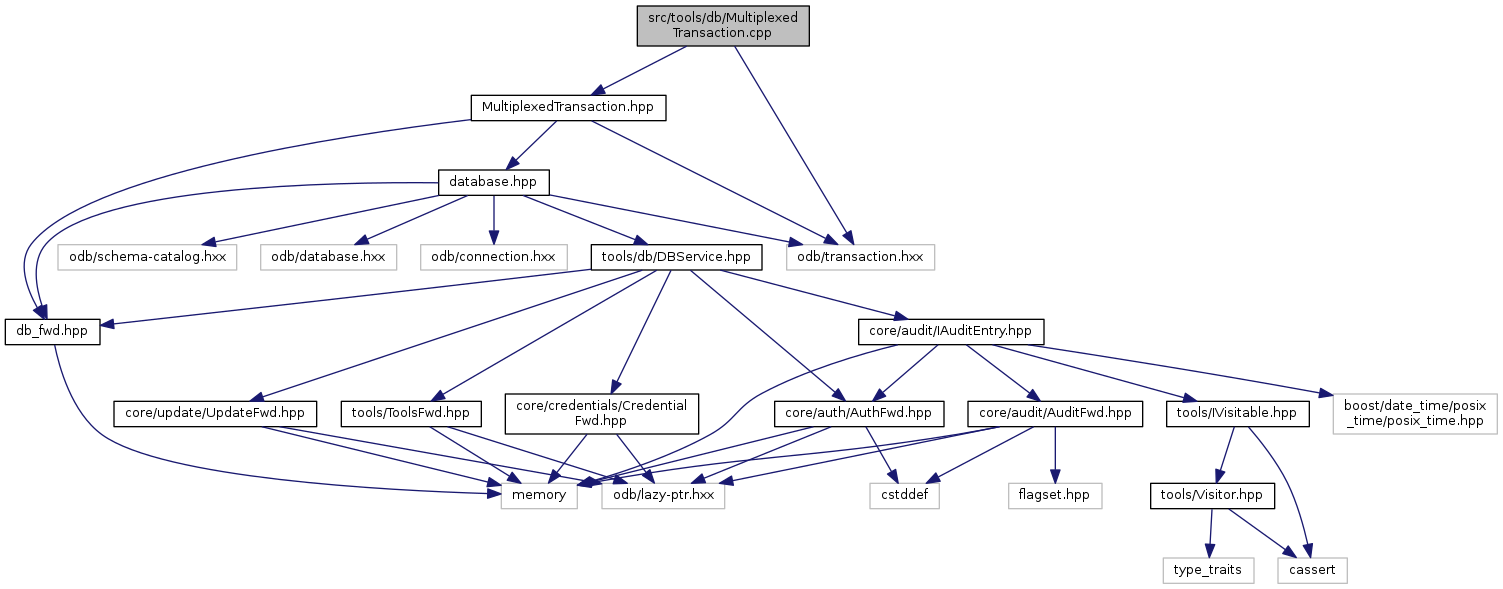 src/tools/db/Multiplexed
Transaction.cpp
MultiplexedTransaction.hpp
database.hpp
odb/schema-catalog.hxx
odb/database.hxx
odb/connection.hxx
tools/db/DBService.hpp
odb/transaction.hxx
db_fwd.hpp
core/audit/IAuditEntry.hpp
core/update/UpdateFwd.hpp
tools/ToolsFwd.hpp
core/credentials/Credential
Fwd.hpp
core/auth/AuthFwd.hpp
core/audit/AuditFwd.hpp
tools/IVisitable.hpp
boost/date_time/posix
_time/posix_time.hpp
memory
odb/lazy-ptr.hxx
cstddef
flagset.hpp
tools/Visitor.hpp
type_traits
cassert